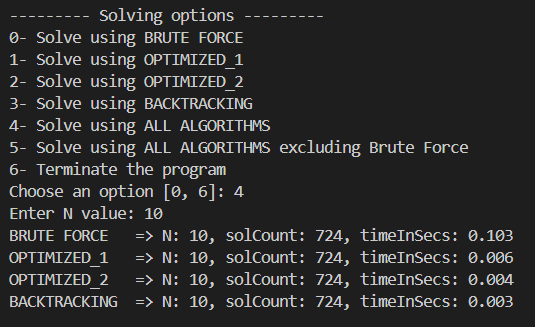 --------- Solving options ---------
0- Solve using BRUTE FORCE
1- Solve using OPTIMIZED_1
2- Solve using OPTIMIZED_2
3- Solve using BACKTRACKING
4- Solve using ALL ALGORITHMS
5- Solve using ALL ALGORITHMS excluding Brute Force
6- Terminate the program
Choose an option [0, 6]: 4
Enter N value: 10
BRUTE FORCE   => N: 10, solCount: 724, timeInSecs: 0.103
OPTIMIZED_1   => N: 10, solCount: 724, timeInSecs: 0.006
OPTIMIZED_2   => N: 10, solCount: 724, timeInSecs: 0.004
BACKTRACKING  => N: 10, solCount: 724, timeInSecs: 0.003